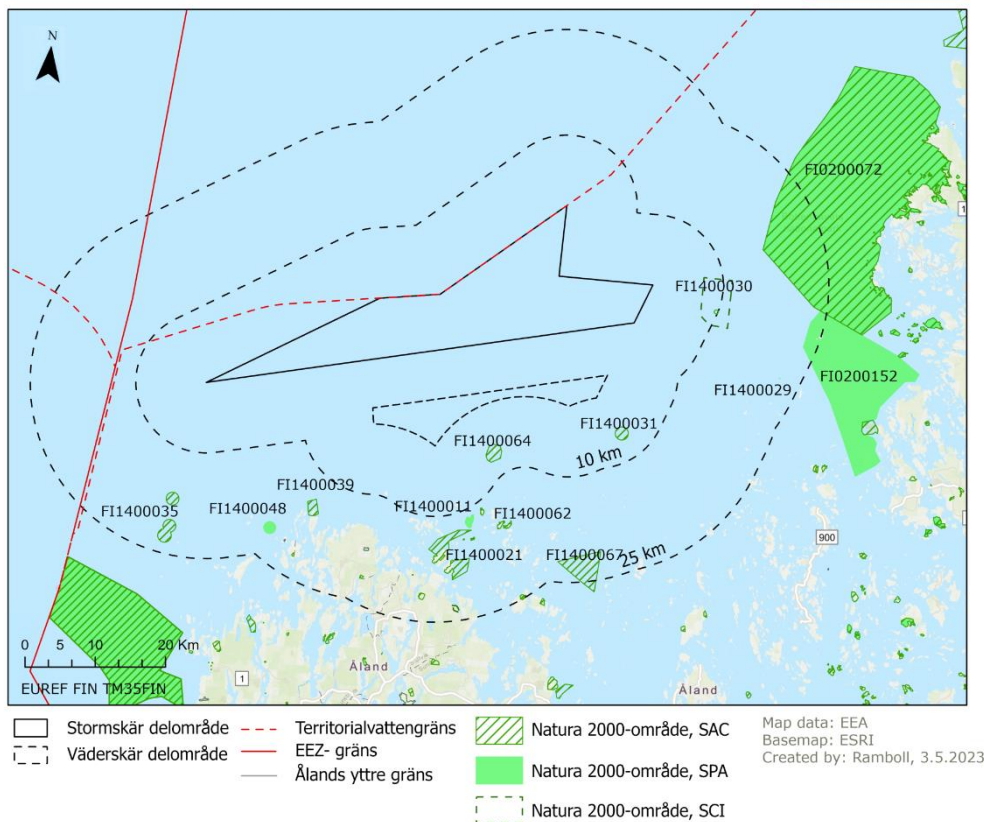 N
FI0200072
1
FI1400030
FI1400029
FI0200152
FI1400031
FI1400064
10 km
FI1400039
FI1400011
FI1400035
FI1400048
FI1400062
900
FI1400021
FI1400067
25 km
0 5 10 20 Km
Åland
1
Åland
EUREF FIN TM35FIN
Stormskär delområde
Väderskär delområde
Territorialvattengräns
EEZ- gräns
Ålands yttre gräns
Natura 2000-område, SAC
Natura 2000-område, SPA
Natura 2000-område, SCI
Map data: EEA
Basemap: ESRI
Created by: Ramboll, 3.5.2023